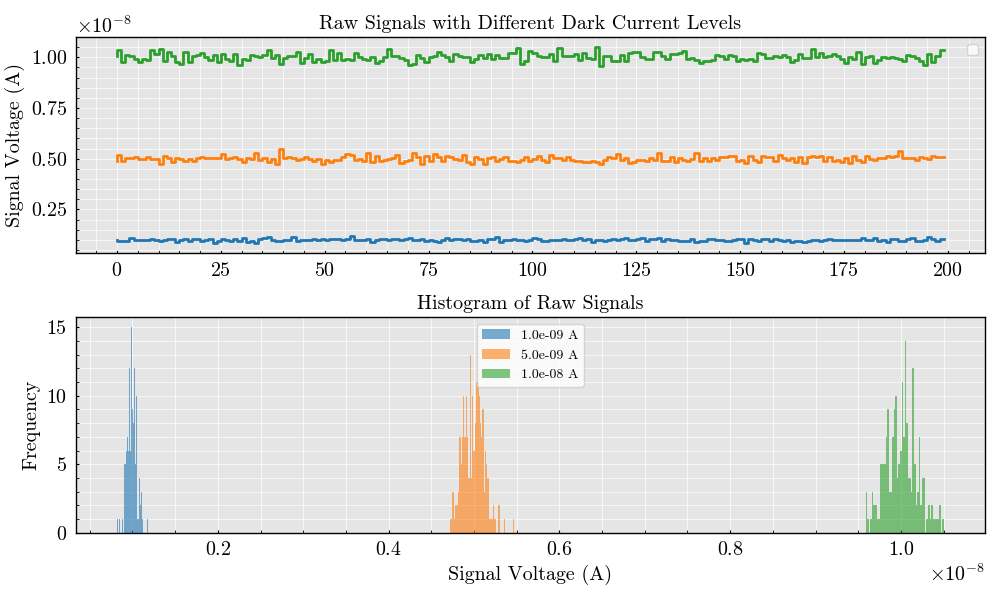 Raw Signals with Different Dark Current Levels
×10⁻⁸
Signal Voltage (A)
1.00
0.75
0.50
0.25
0 25 50 75 100 125 150 175 200
Histogram of Raw Signals
Frequency
15
10
5
0
1.0e-09 A
5.0e-09 A
1.0e-08 A
0.2 0.4 0.6 0.8 1.0
Signal Voltage (A)
×10⁻⁸